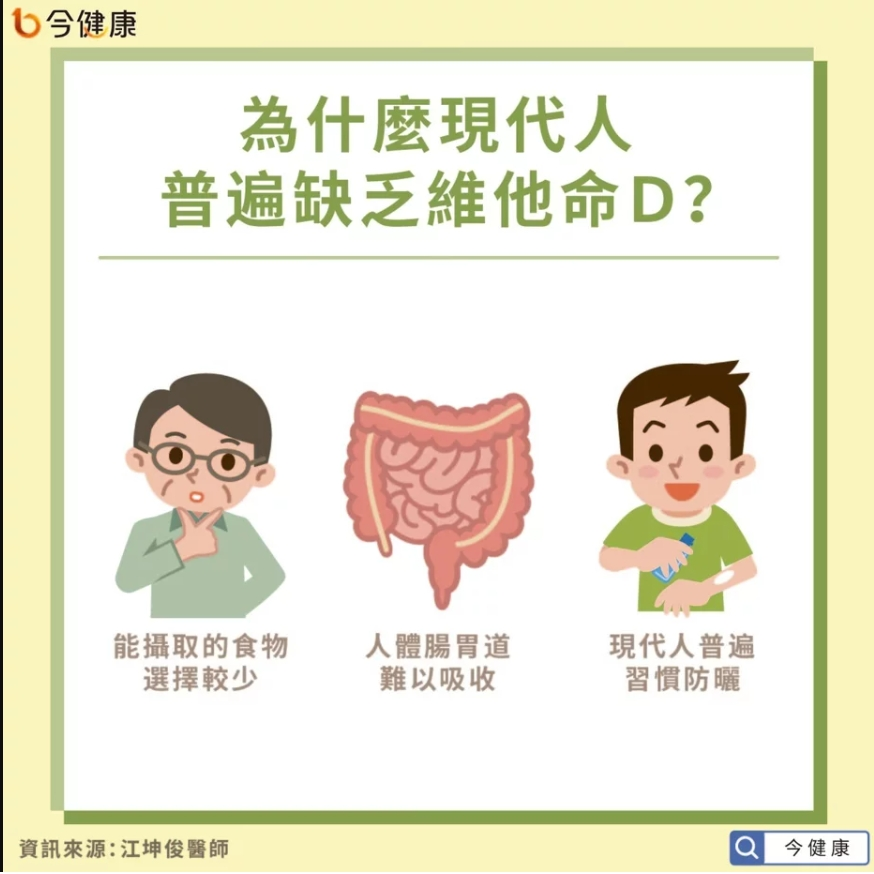 今健康
為什麼現代人
普遍缺乏維他命D?
能攝取的食物
選擇較少
人體腸胃道
難以吸收
現代人普遍
習慣防曬
資訊來源:江坤俊醫師
今健康